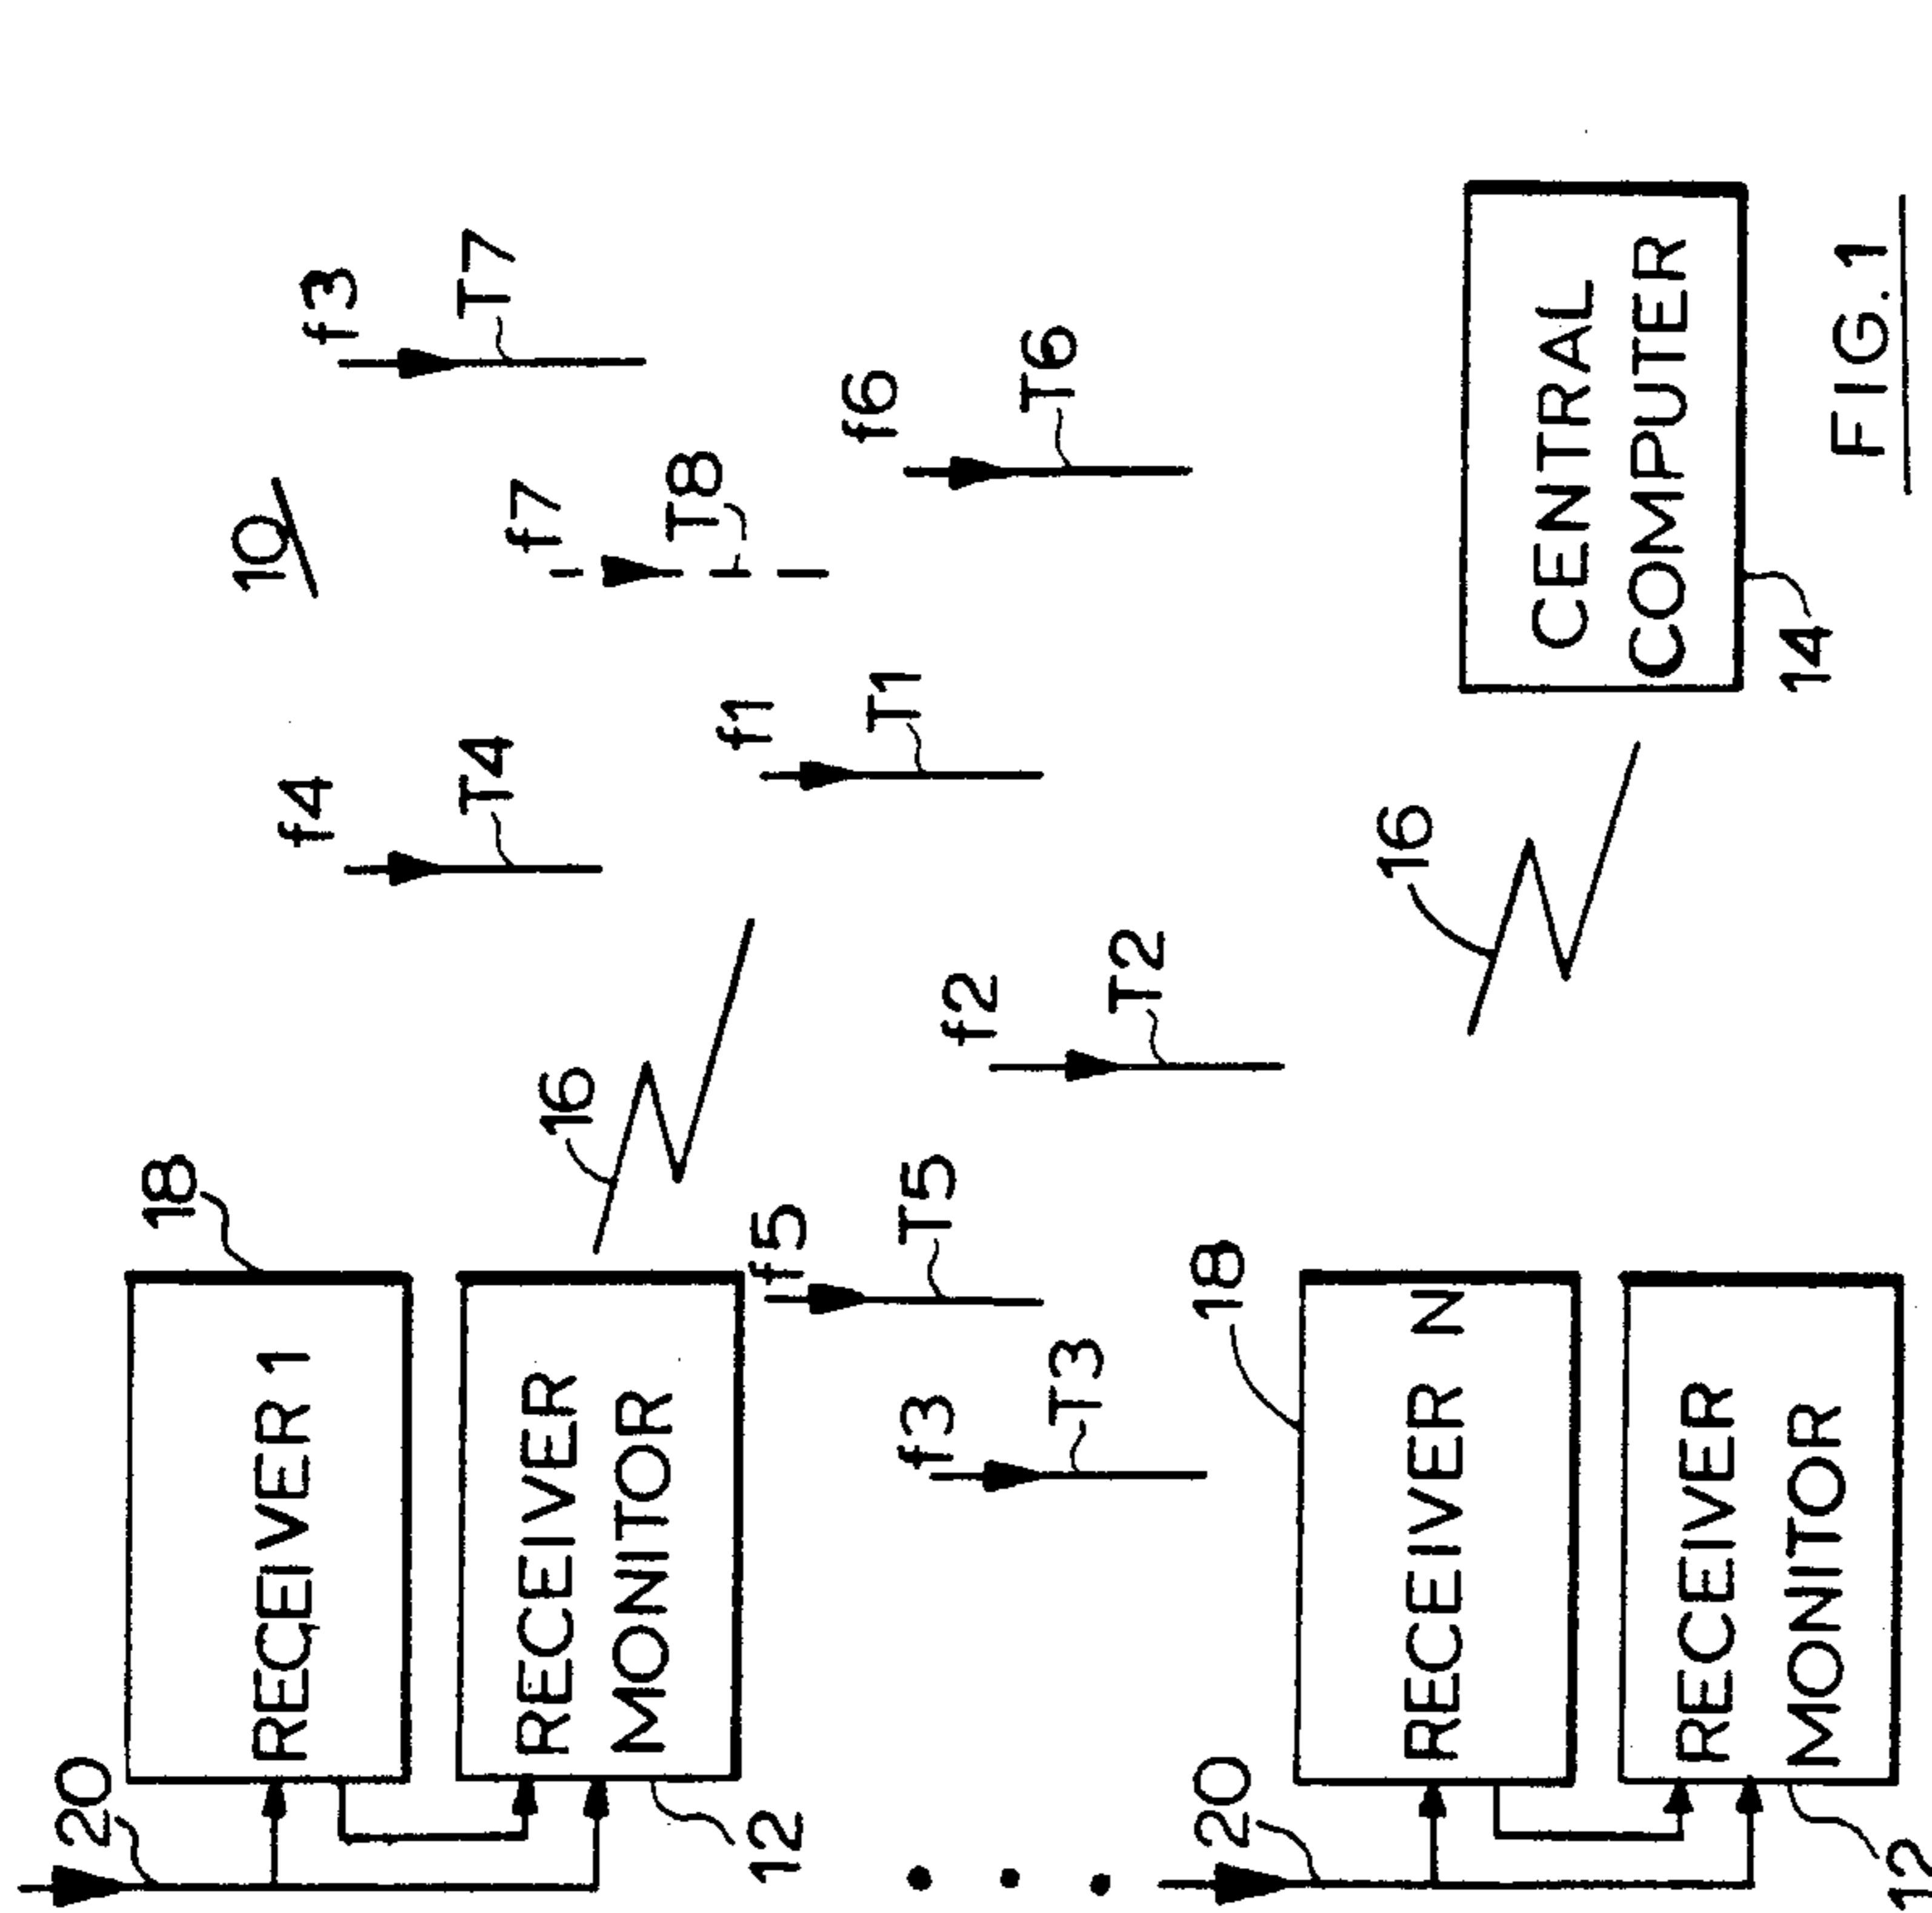 10
20
RECEIVER 1
18
f4
T4
f3
T7
RECEIVER
MONITOR
12
16
f7
T8
f1
T1
f5
T5
f6
T6
f3
T3
f2
T2
20
RECEIVER N
18
16
CENTRAL
COMPUTER
14
RECEIVER
MONITOR
12
FIG.1